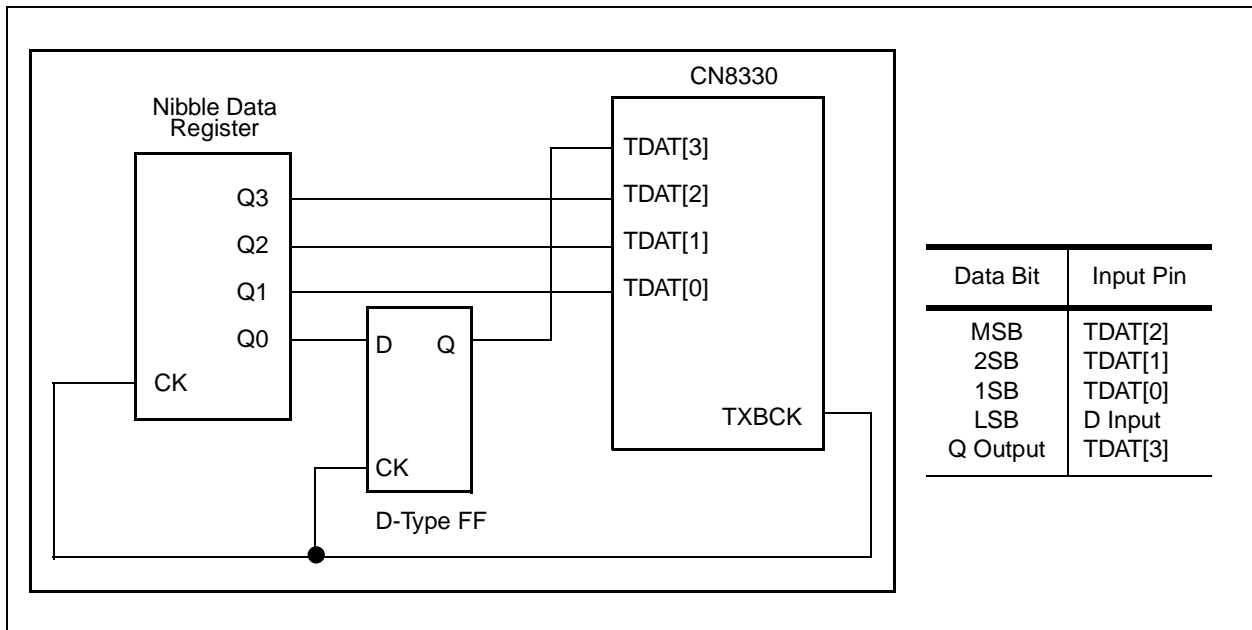 CN8330
Nibble Data
Register
Q3
Q2
Q1
Q0
CK
D Q
CK
D-Type FF
TDAT[3]
TDAT[2]
TDAT[1]
TDAT[0]
TXBCK
Data Bit Input Pin
MSB TDAT[2]
2SB TDAT[1]
1SB TDAT[0]
LSB D Input
Q Output TDAT[3]